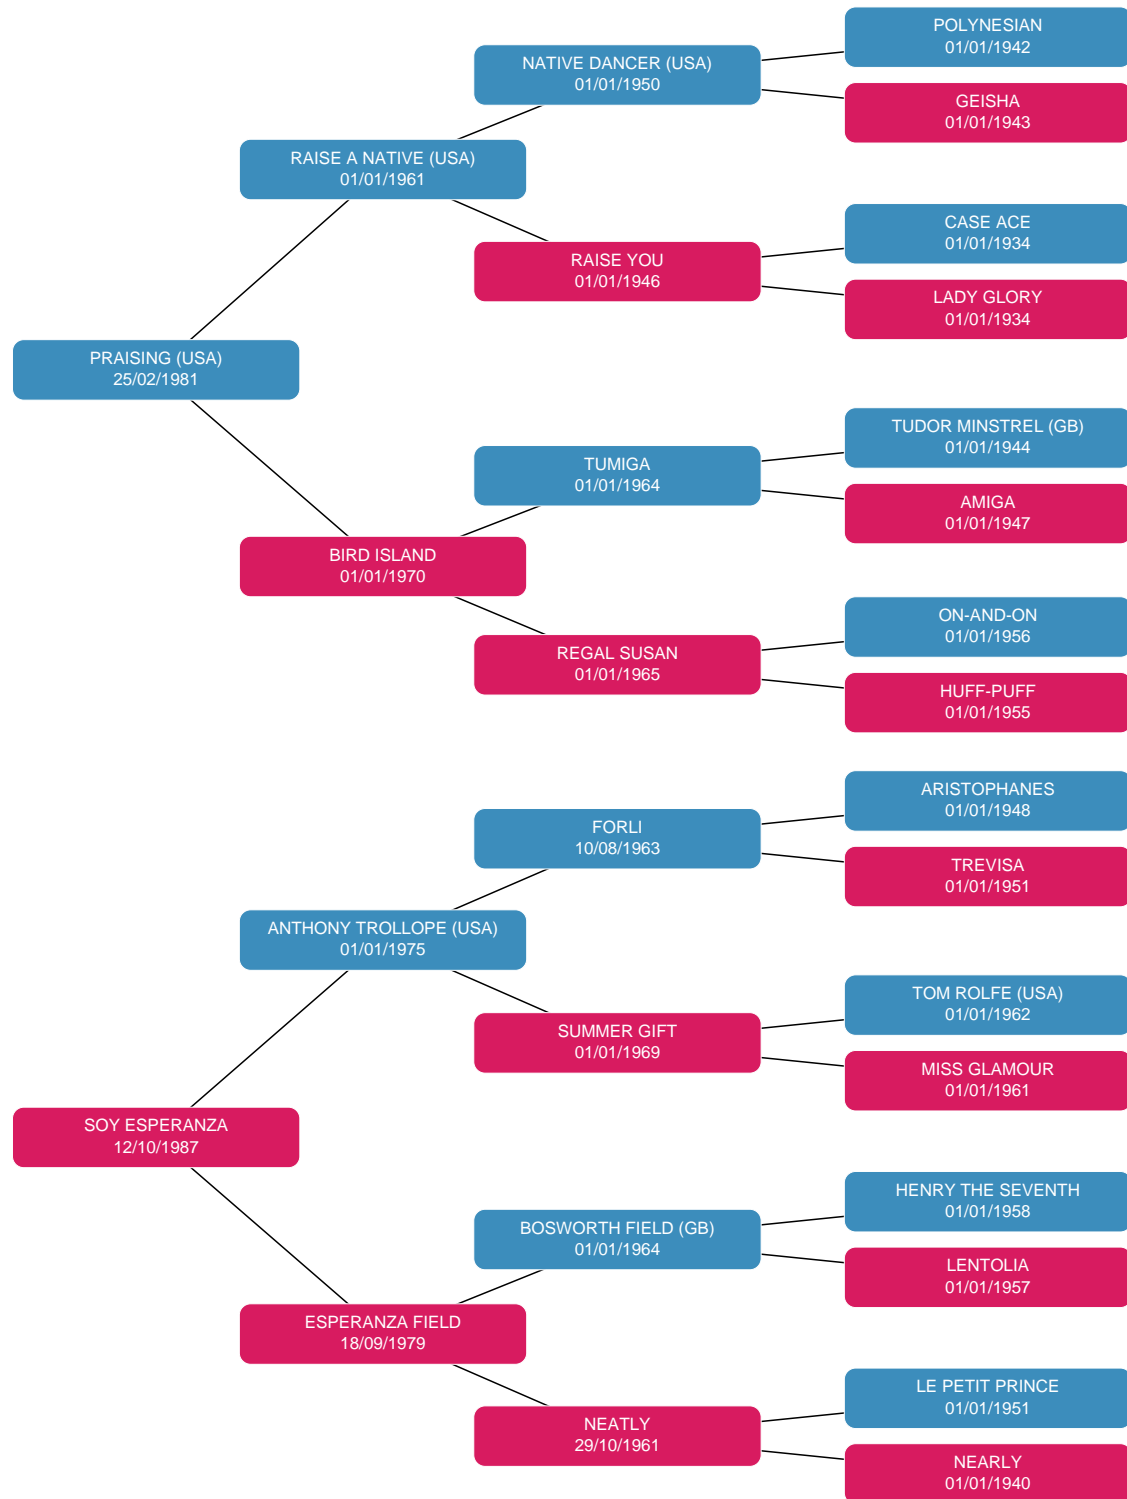 POLYNESIAN
01/01/1942
NATIVE DANCER (USA)
01/01/1950
GEISHA
01/01/1943
RAISE A NATIVE (USA)
01/01/1961
CASE ACE
01/01/1934
RAISE YOU
01/01/1946
LADY GLORY
01/01/1934
PRAISING (USA)
25/02/1981
TUDOR MINSTREL (GB)
01/01/1944
TUMIGA
01/01/1964
AMIGA
01/01/1947
BIRD ISLAND
01/01/1970
ON-AND-ON
01/01/1956
REGAL SUSAN
01/01/1965
HUFF-PUFF
01/01/1955
ARISTOPHANES
01/01/1948
FORLI
10/08/1963
TREVISA
01/01/1951
ANTHONY TROLLOPE (USA)
01/01/1975
TOM ROLFE (USA)
01/01/1962
SUMMER GIFT
01/01/1969
MISS GLAMOUR
01/01/1961
SOY ESPERANZA
12/10/1987
HENRY THE SEVENTH
01/01/1958
BOSWORTH FIELD (GB)
01/01/1964
LENTOLIA
01/01/1957
ESPERANZA FIELD
18/09/1979
LE PETIT PRINCE
01/01/1951
NEATLY
29/10/1961
NEARLY
01/01/1940